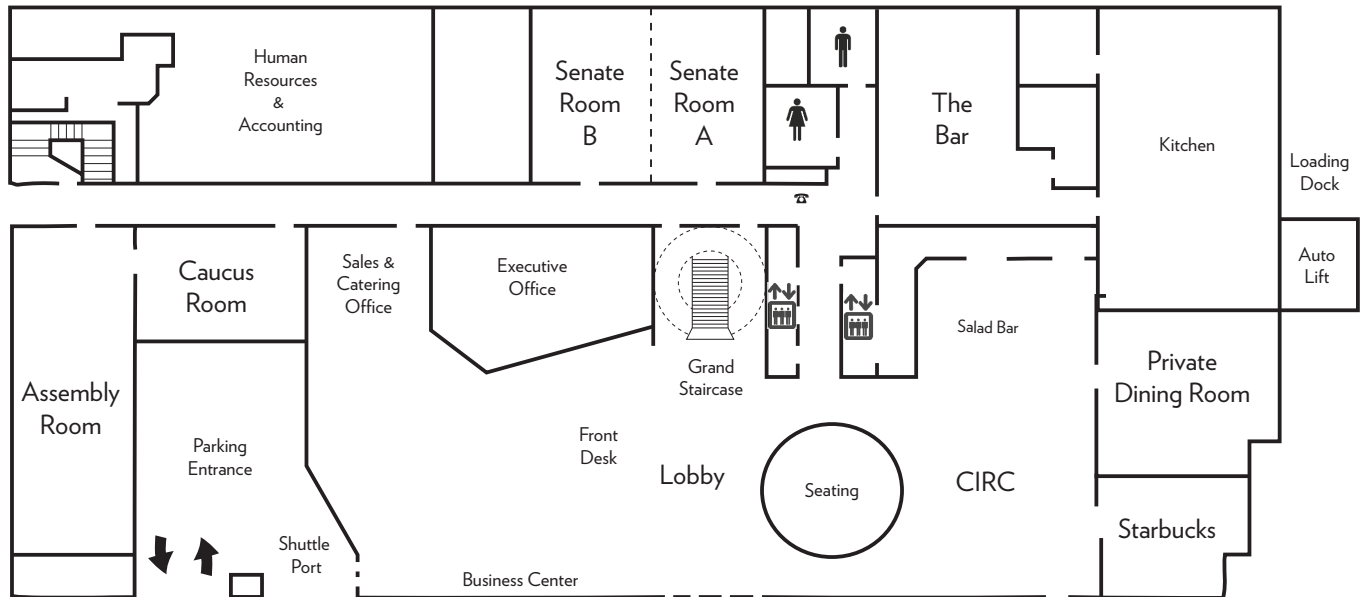 Human
Resources
&
Accounting
Senate
Room
B
Senate
Room
A
The
Bar
Kitchen
Loading
Dock
Auto
Lift
Caucus
Room
Sales &
Catering
Office
Executive
Office
Salad Bar
Grand
Staircase
Private
Dining Room
Assembly
Room
Parking
Entrance
Front
Desk
Lobby
Seating
CIRC
Starbucks
Shuttle
Port
Business Center